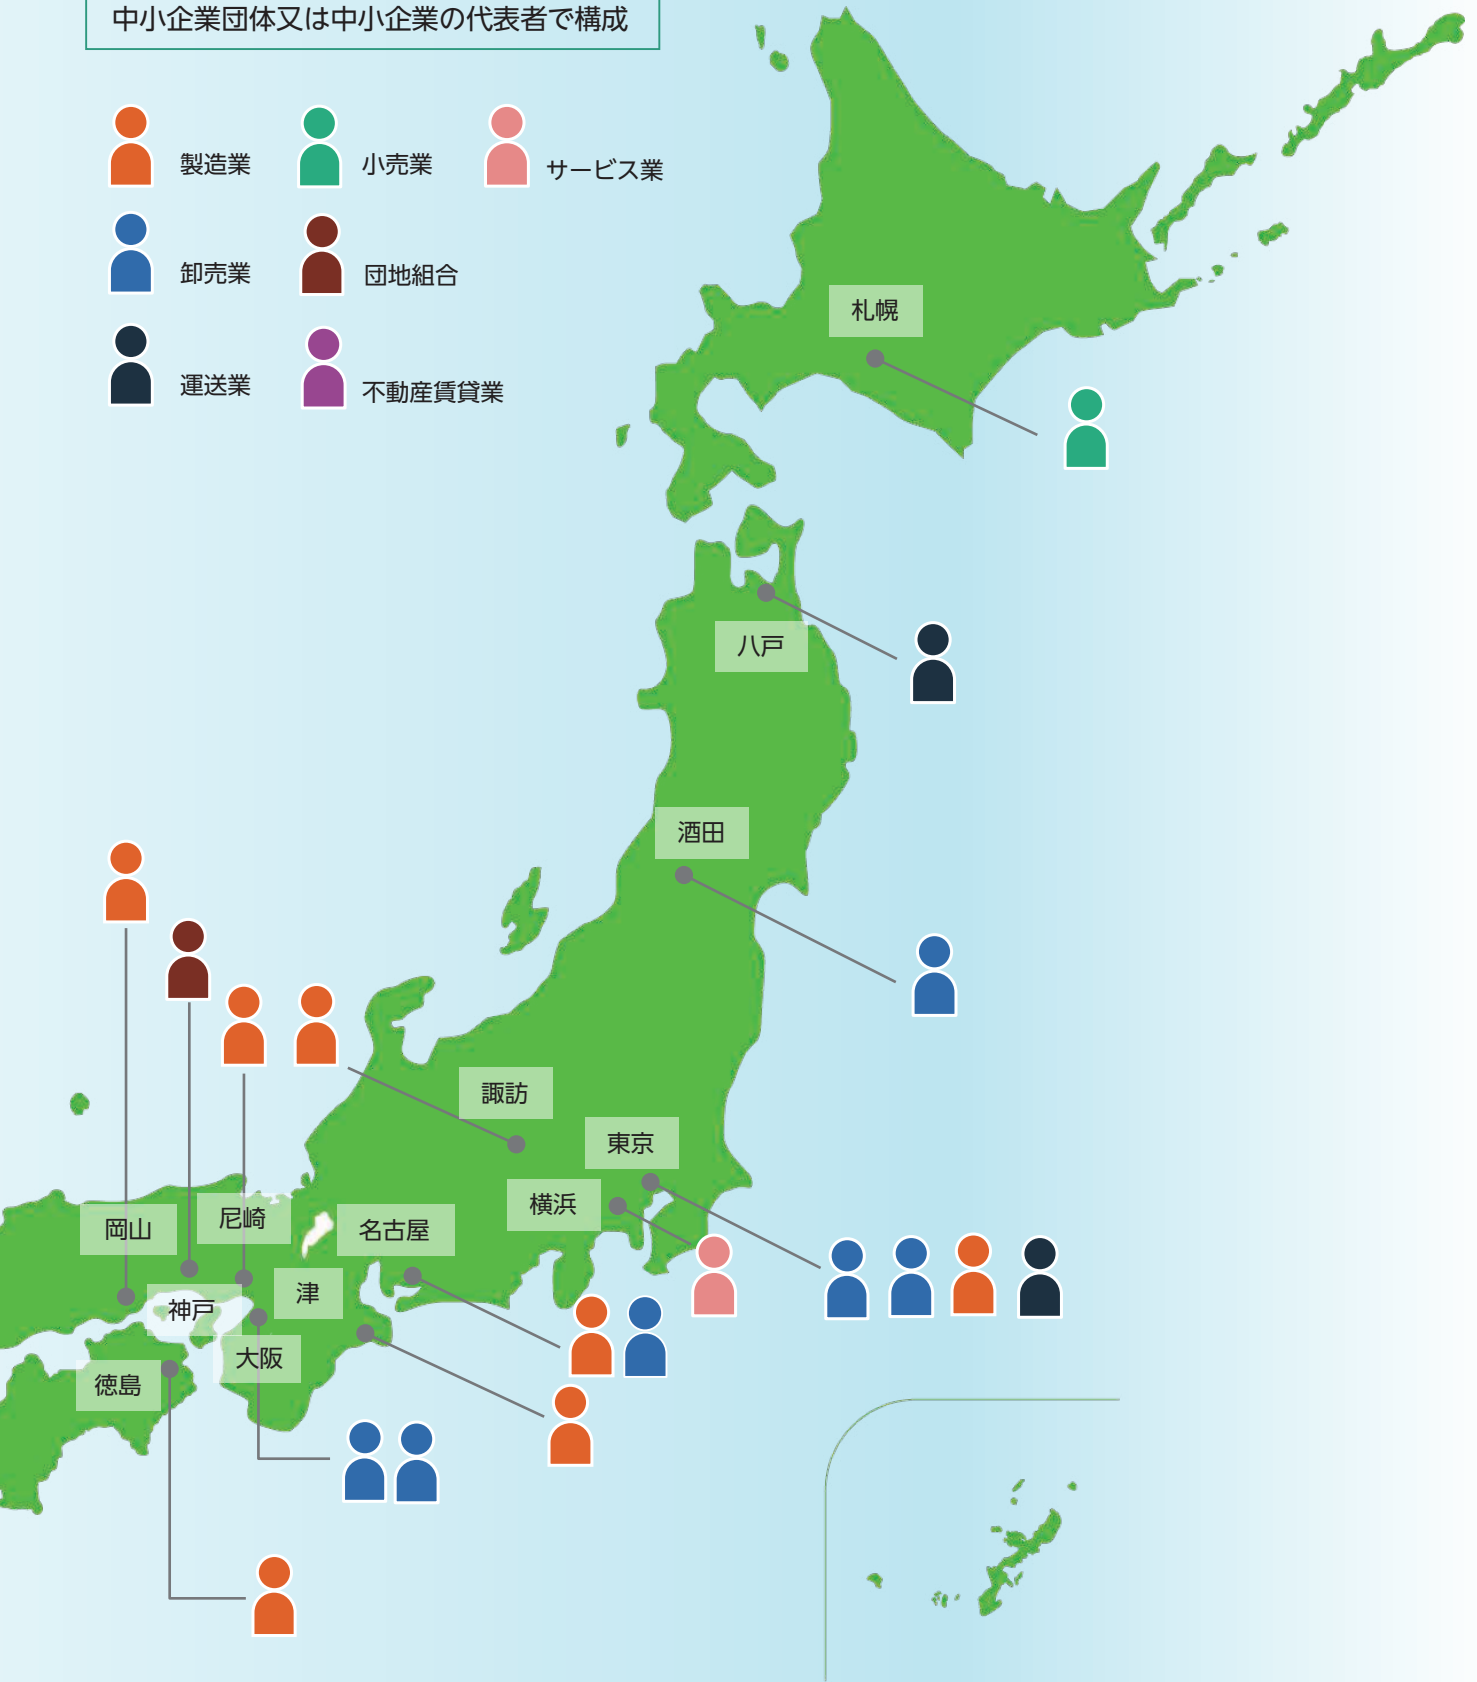 中小企業団体又は中小企業の代表者で構成
製造業
小売業
サービス業
卸売業
団地組合
運送業
不動産賃貸業
札幌
八戸
酒田
諏訪
東京
横浜
岡山
尼崎
名古屋
神戸
津
大阪
徳島